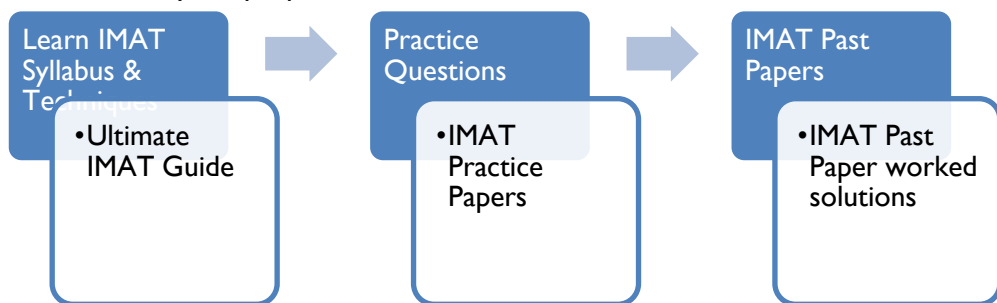 Learn IMAT
Syllabus &
Techniques
•Ultimate
IMAT Guide
Practice
Questions
•IMAT
Practice
Papers
IMAT Past
Papers
•IMAT Past
Paper worked
solutions